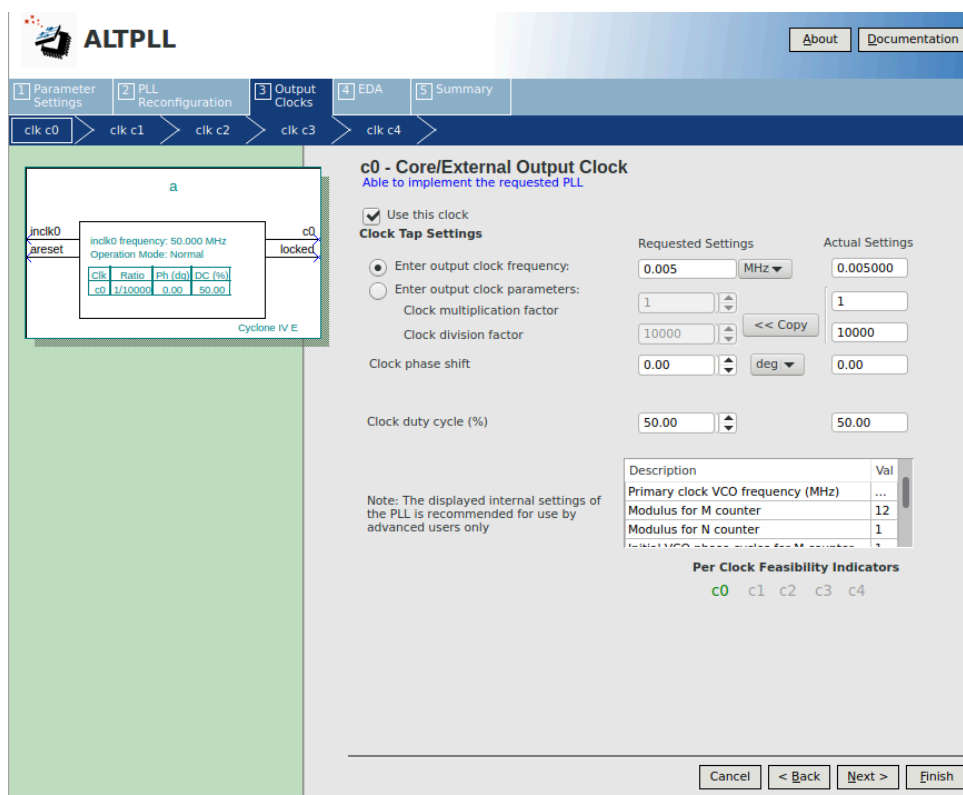 ALTPLL
About Documentation
1 Parameter Settings 2 PLL Reconfiguration 3 Output Clocks 4 EDA 5 Summary
clk c0 clk c1 clk c2 clk c3 clk c4
a
inclk0 c0
areset locked
inclk0 frequency: 50.000 MHz
Operation Mode: Normal
Clk Ratio Ph (dg) DC (%)
c0 1/10000 0.00 50.00
Cyclone IV E
c0 - Core/External Output Clock
Able to implement the requested PLL
Use this clock
Clock Tap Settings
Requested Settings Actual Settings
Enter output clock frequency: 0.005 MHz 0.005000
Enter output clock parameters:
Clock multiplication factor 1 1
<< Copy
Clock division factor 10000 10000
Clock phase shift 0.00 deg 0.00
Clock duty cycle (%) 50.00 50.00
Note: The displayed internal settings of
the PLL is recommended for use by
advanced users only
Description Val
Primary clock VCO frequency (MHz) ...
Modulus for M counter 12
Modulus for N counter 1
Per Clock Feasibility Indicators
c0 c1 c2 c3 c4
Cancel < Back Next > Finish